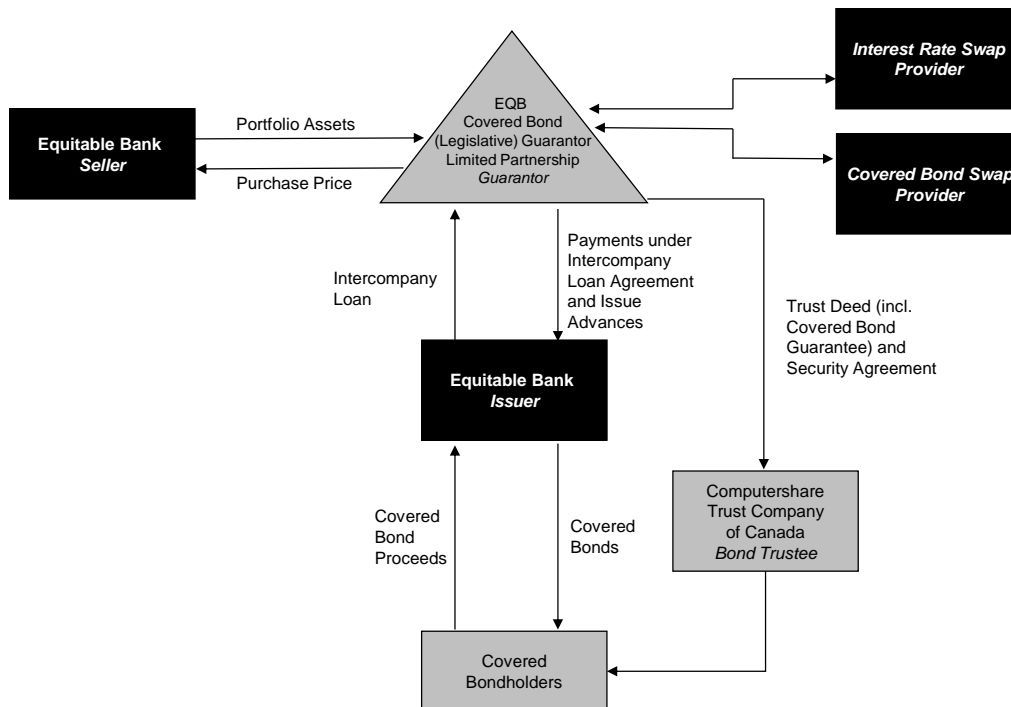 Interest Rate Swap
Provider
EQB
Covered Bond
(Legislative) Guarantor
Limited Partnership
Guarantor
Portfolio Assets
Equitable Bank
Seller
Purchase Price
Covered Bond Swap
Provider
Intercompany
Loan
Payments under
Intercompany
Loan Agreement
and Issue
Advances
Trust Deed (incl.
Covered Bond
Guarantee) and
Security Agreement
Equitable Bank
Issuer
Covered
Bond
Proceeds
Covered
Bonds
Computershare
Trust Company
of Canada
Bond Trustee
Covered
Bondholders